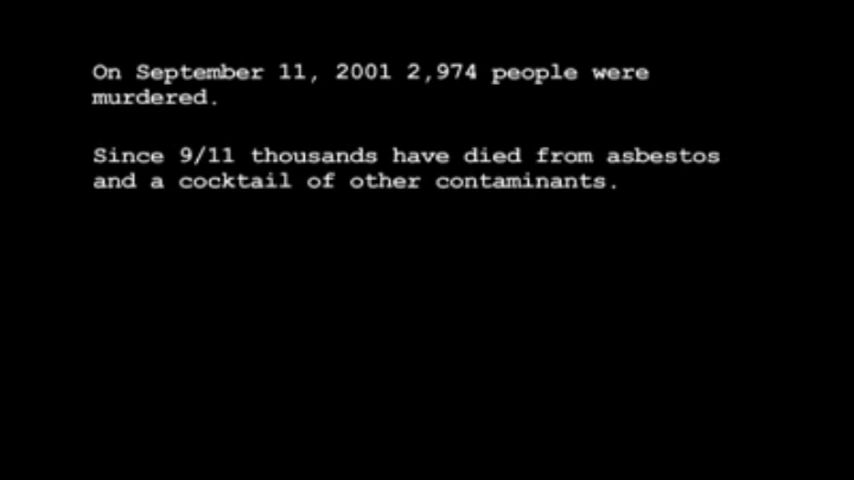 On September 11, 2001 2,974 people were
murdered.
Since 9/11 thousands have died from asbestos
and a cocktail of other contaminants.